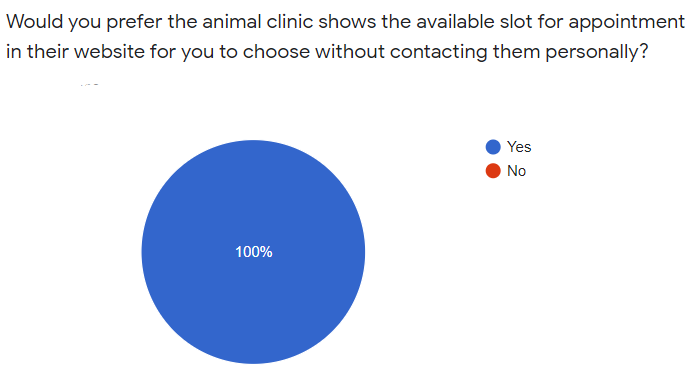 Would you prefer the animal clinic shows the available slot for appointment
in their website for you to choose without contacting them personally?
Yes
No
100%